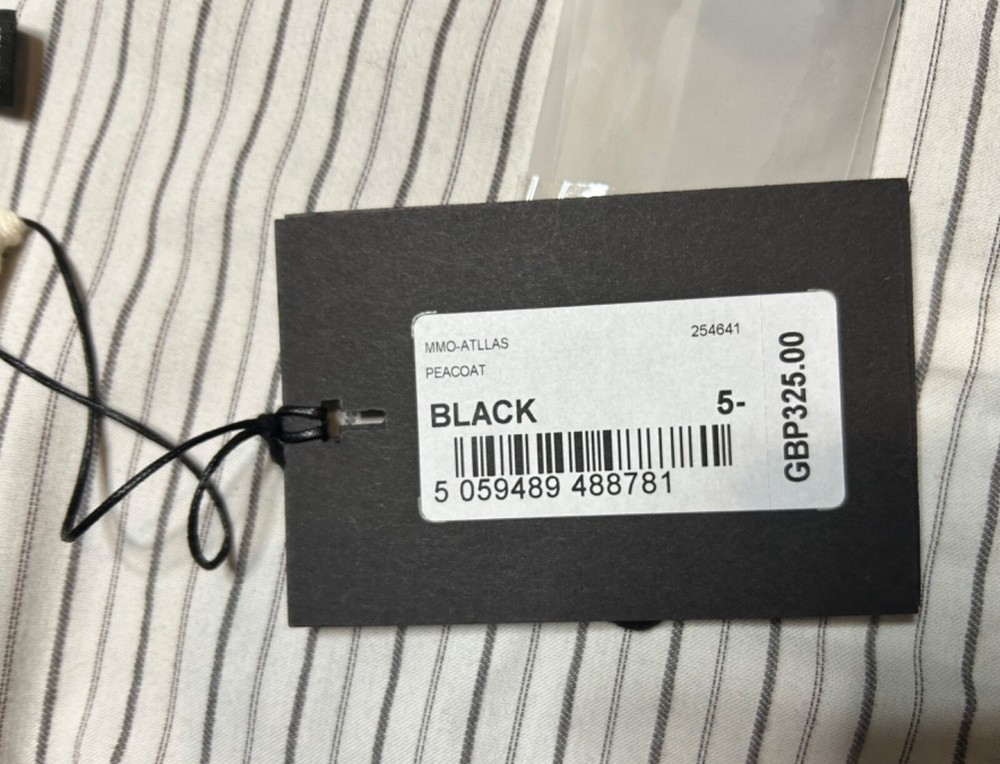 MMO-ATLLAS
254641
PEACOAT
BLACK
5-
5 059489 488781
GBP325.00